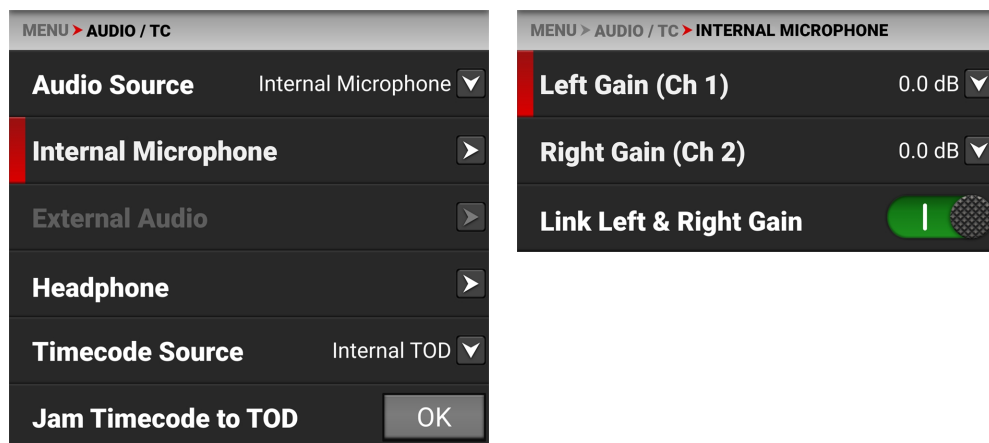 MENU AUDIO / TC
Audio Source Internal Microphone
Internal Microphone
External Audio
Headphone
Timecode Source Internal TOD
Jam Timecode to TOD OK
MENU AUDIO / TC INTERNAL MICROPHONE
Left Gain (Ch 1) 0.0 dB
Right Gain (Ch 2) 0.0 dB
Link Left & Right Gain